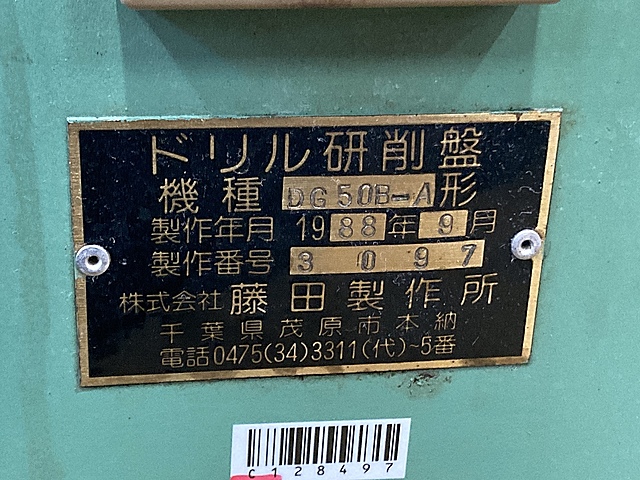 ドリル研削盤
機種 DG50B-A形
製作年月 1988年9月
製作番号 3097
株式会社 藤田製作所
千葉県茂原市本納
電話0475(34)3311(代)~5番
C128497